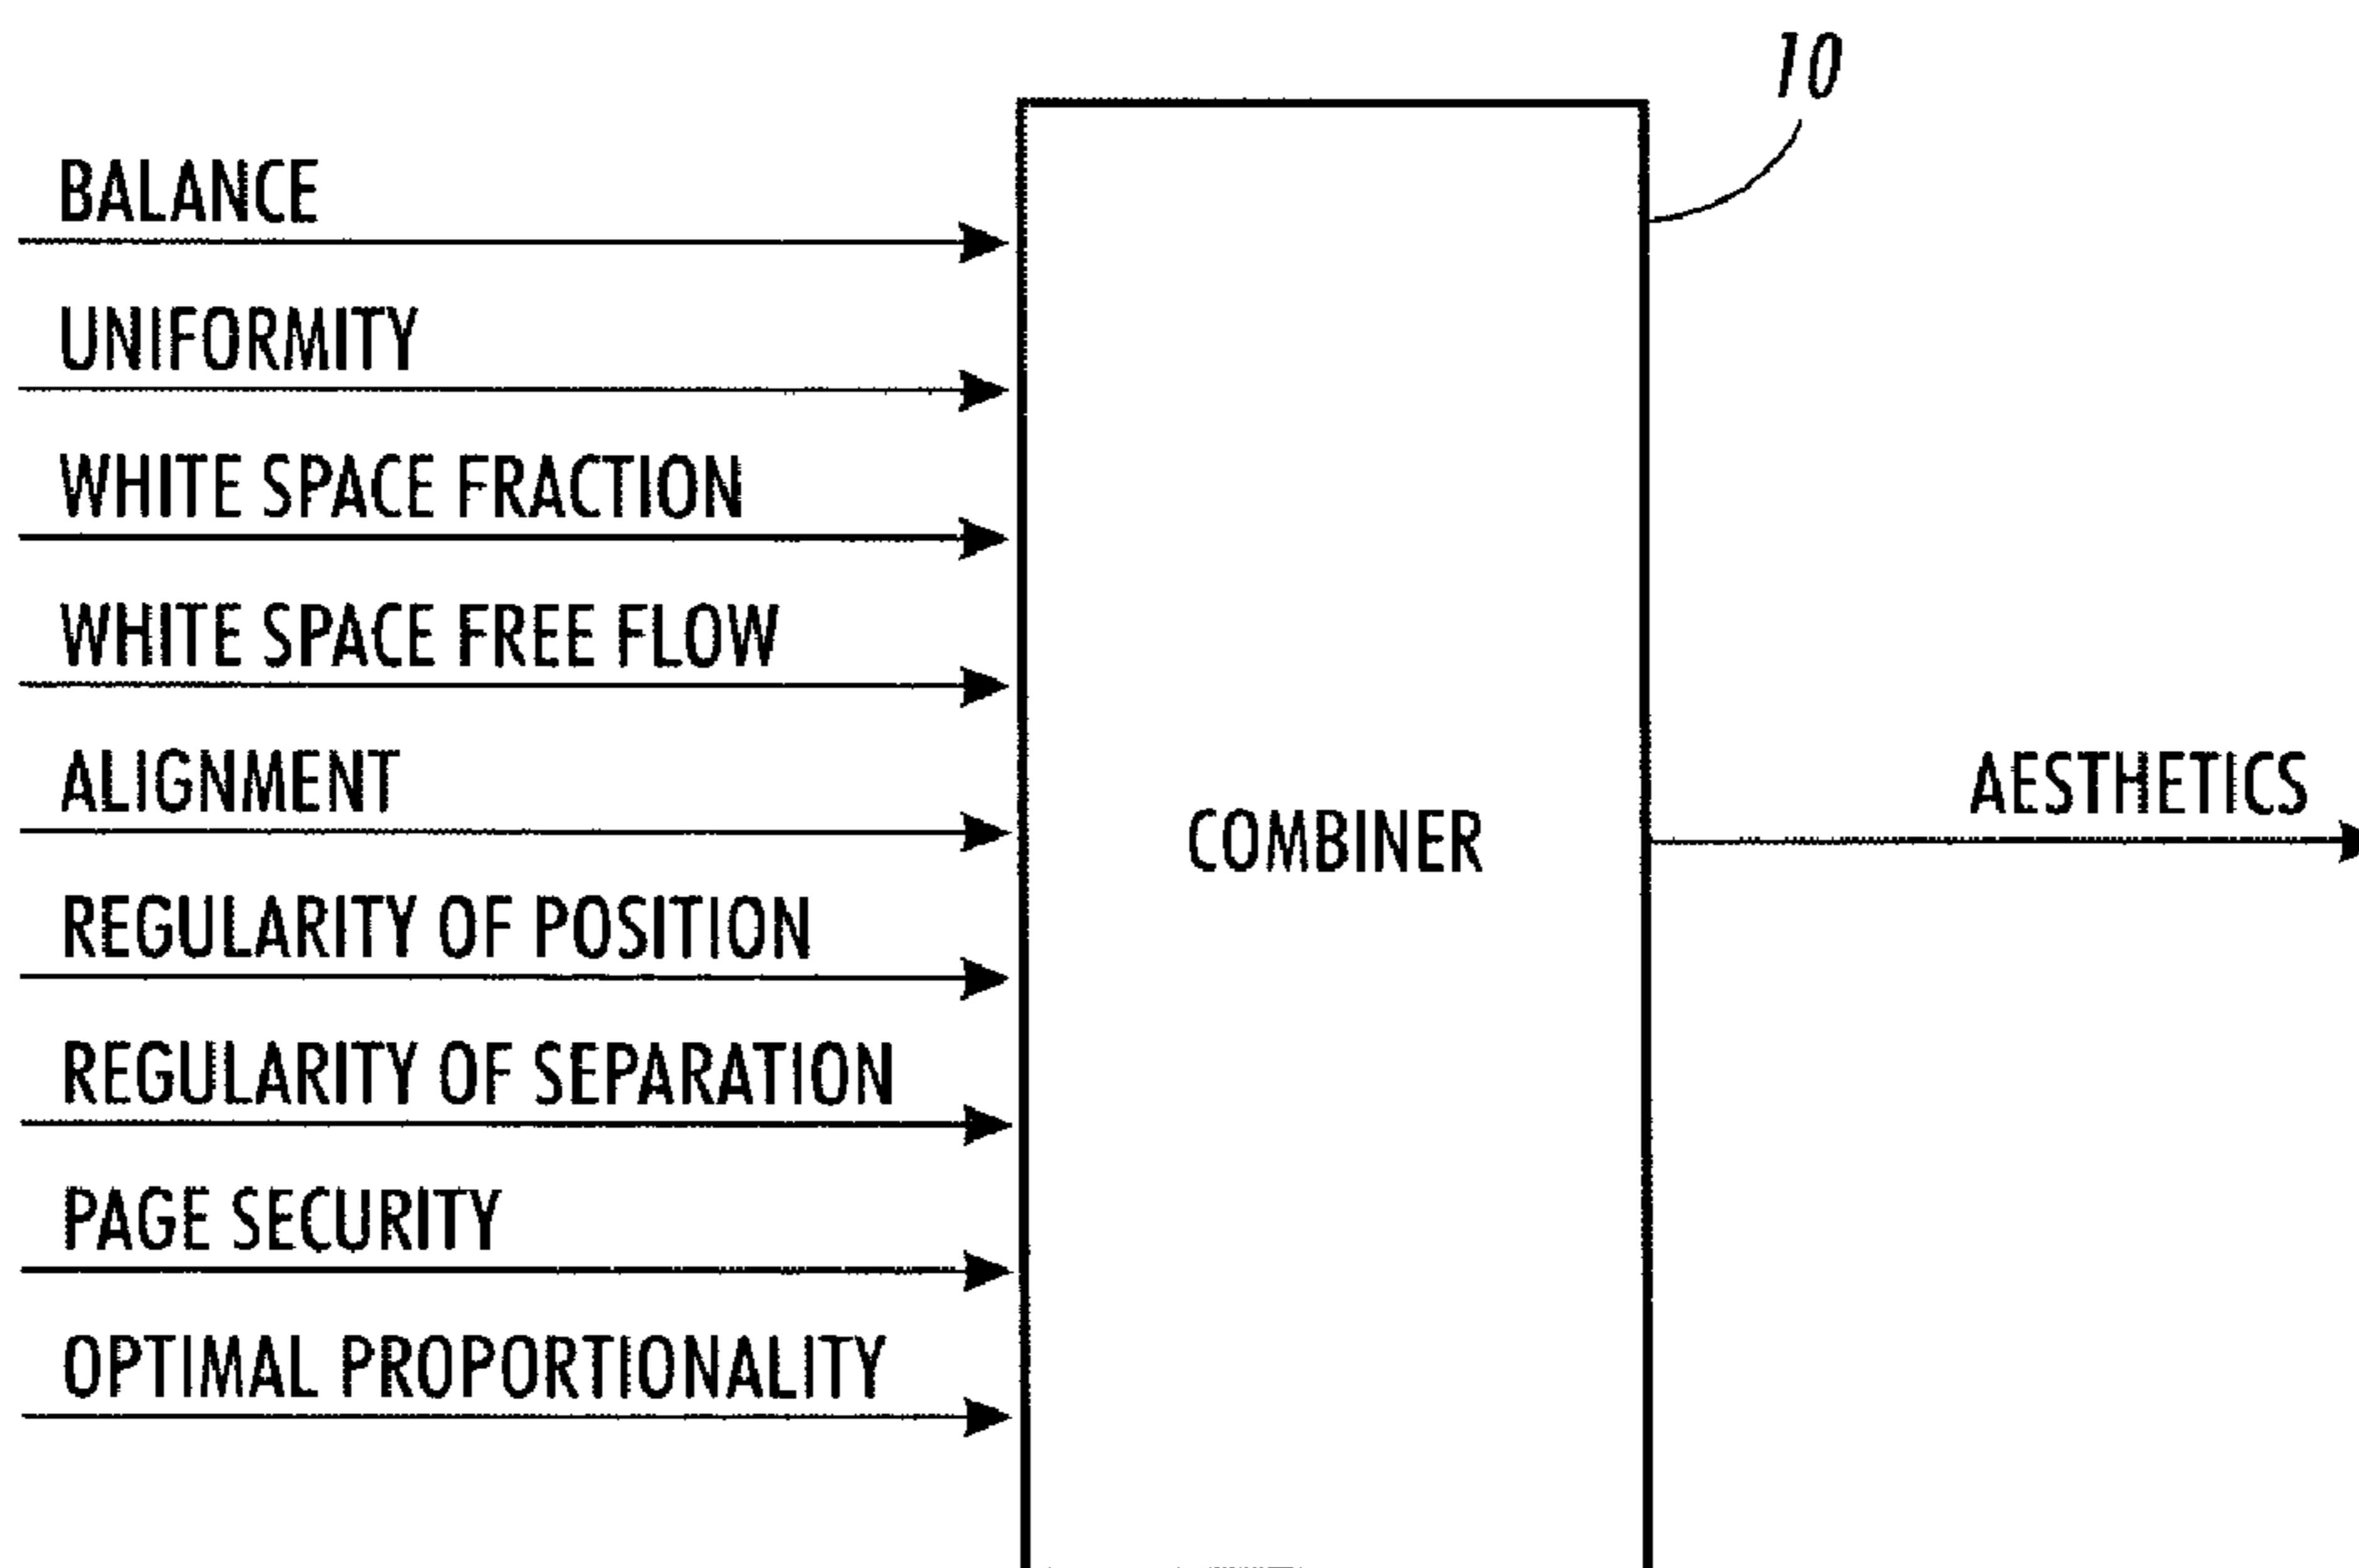 10
BALANCE
UNIFORMITY
WHITE SPACE FRACTION
WHITE SPACE FREE FLOW
ALIGNMENT
REGULARITY OF POSITION
REGULARITY OF SEPARATION
PAGE SECURITY
OPTIMAL PROPORTIONALITY
COMBINER
AESTHETICS